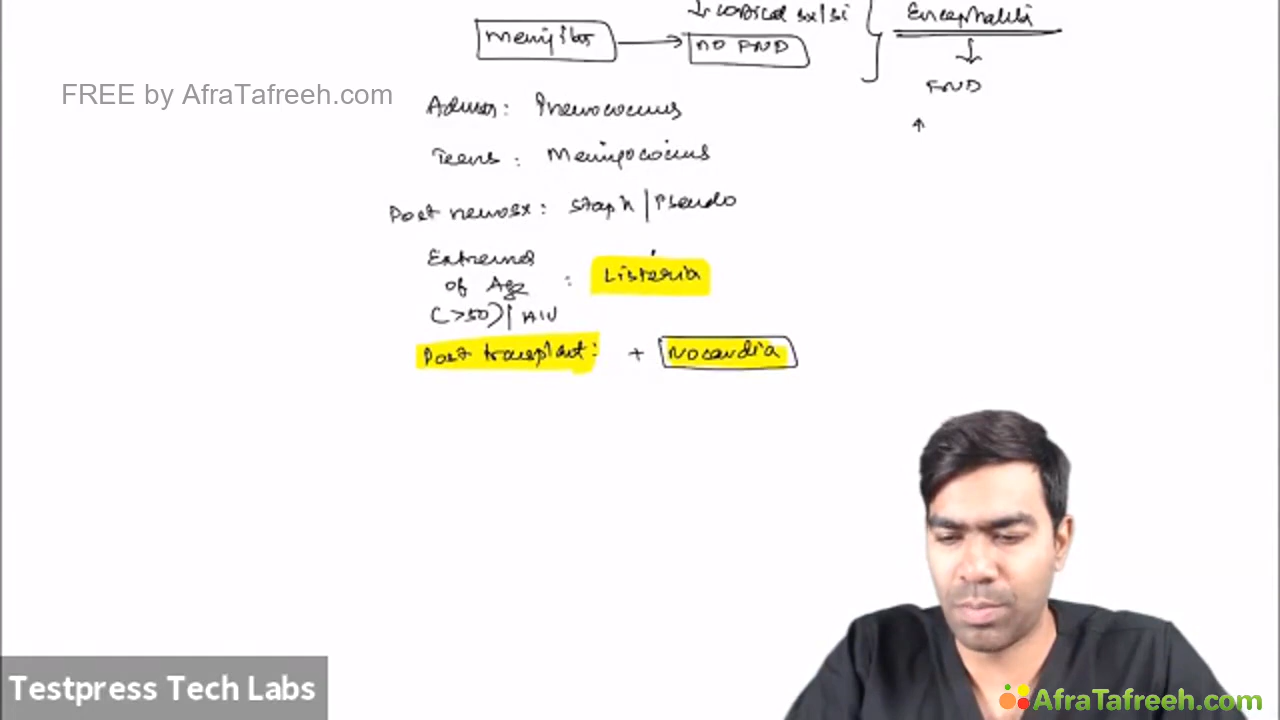 ↓ cortical sx/si
Encephalitis
Meningitis → no FND
↓
FND
FREE by AfraTafreeh.com
Adults: Pneumococcus
↑
Teens: Meningococcus
Post neurosx: Staph | Pseudo
Extremes
of Age : Listeria
(>50) | HIV
Post transplant: + Nocardia
Testpress Tech Labs
AfraTafreeh.com